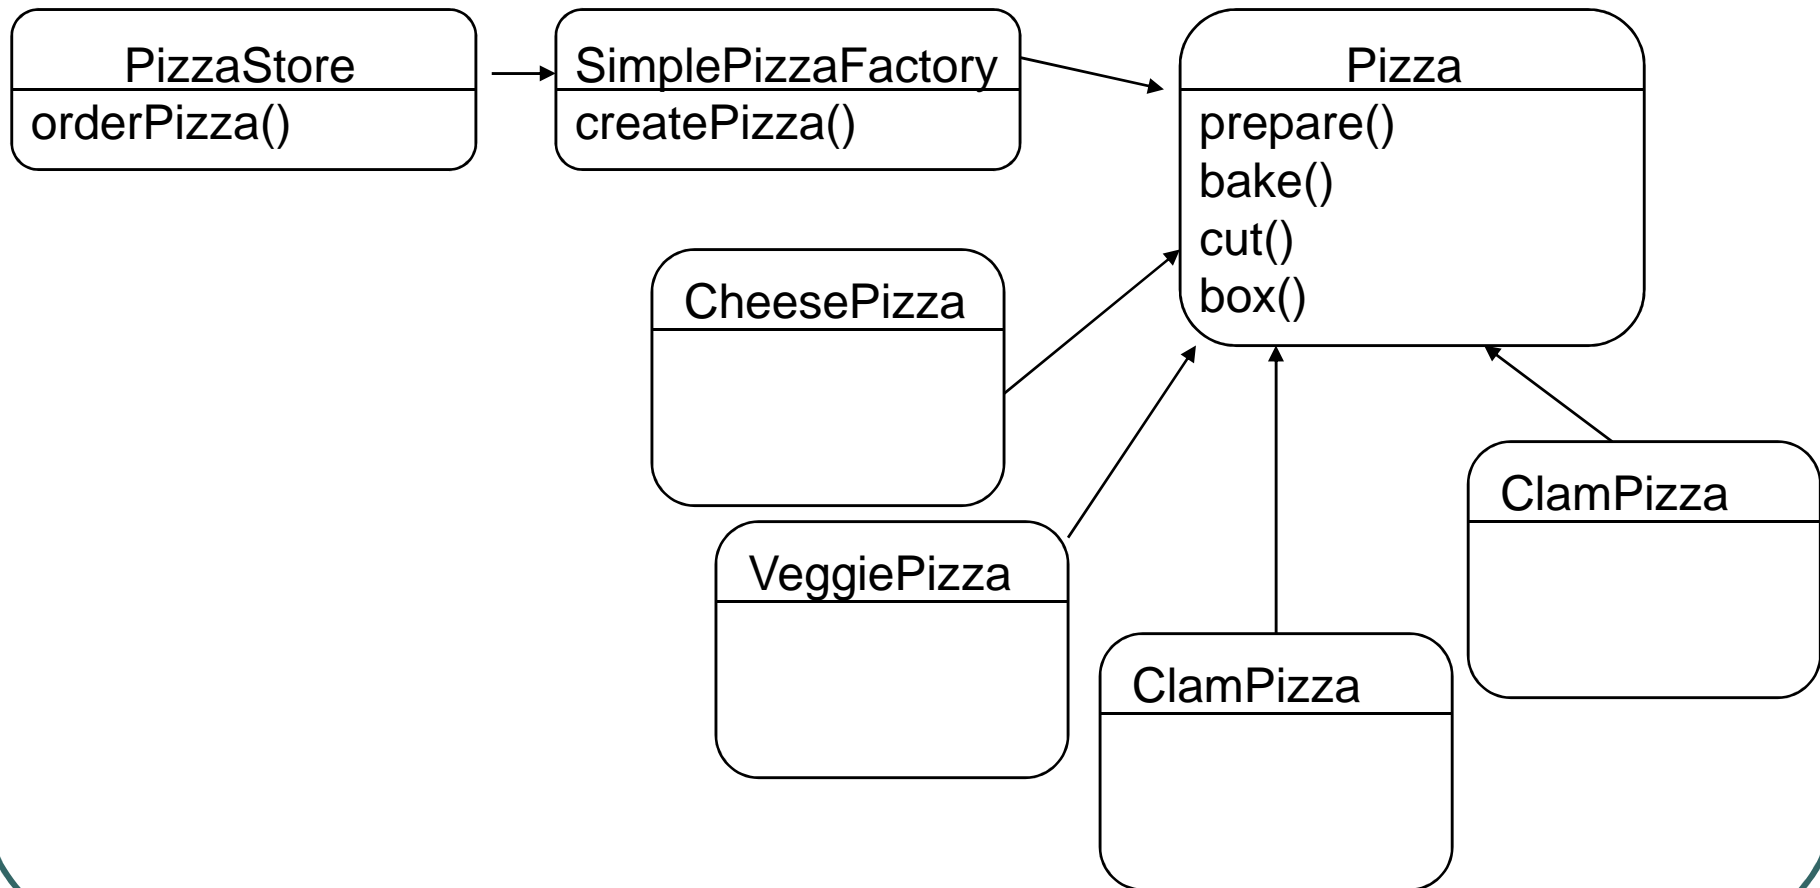 PizzaStore
orderPizza()
SimplePizzaFactory
createPizza()
Pizza
prepare()
bake()
cut()
box()
CheesePizza
VeggiePizza
ClamPizza
ClamPizza